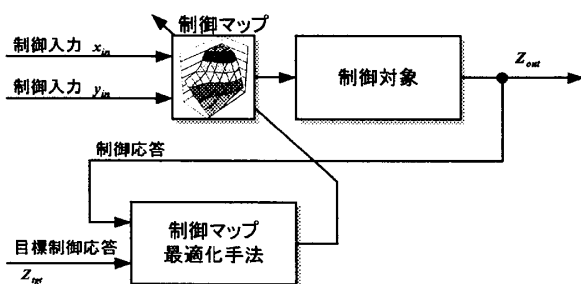 制御マップ
制御入力 x_in
制御入力 y_in
制御対象
Z_out
制御応答
制御マップ
最適化手法
目標制御応答
Z_tgt